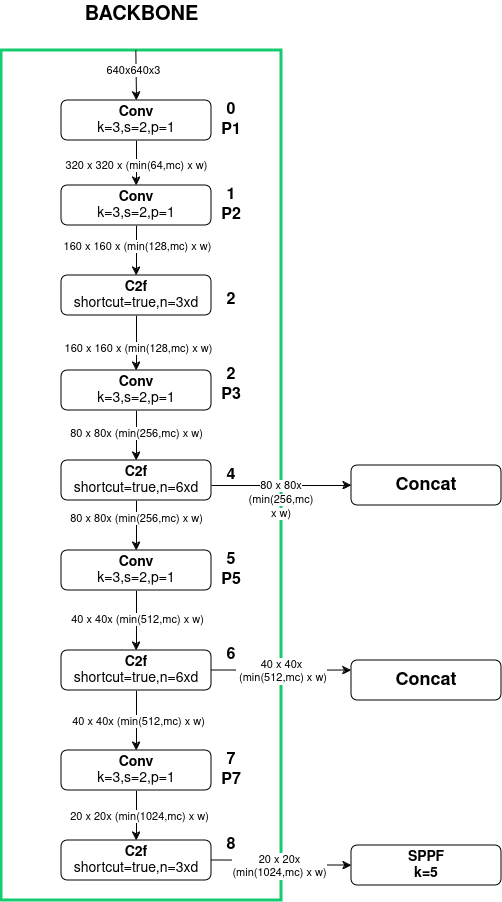 BACKBONE
640x640x3
Conv
k=3,s=2,p=1
0
P1
320 x 320 x (min(64,mc) x w)
Conv
k=3,s=2,p=1
1
P2
160 x 160 x (min(128,mc) x w)
C2f
shortcut=true,n=3xd
2
160 x 160 x (min(128,mc) x w)
Conv
k=3,s=2,p=1
2
P3
80 x 80x (min(256,mc) x w)
C2f
shortcut=true,n=6xd
4
80 x 80x
(min(256,mc)
x w)
Concat
80 x 80x (min(256,mc) x w)
Conv
k=3,s=2,p=1
5
P5
40 x 40x (min(512,mc) x w)
C2f
shortcut=true,n=6xd
6
40 x 40x
(min(512,mc) x w)
Concat
40 x 40x (min(512,mc) x w)
Conv
k=3,s=2,p=1
7
P7
20 x 20x (min(1024,mc) x w)
C2f
shortcut=true,n=3xd
8
20 x 20x
(min(1024,mc) x w)
SPPF
k=5